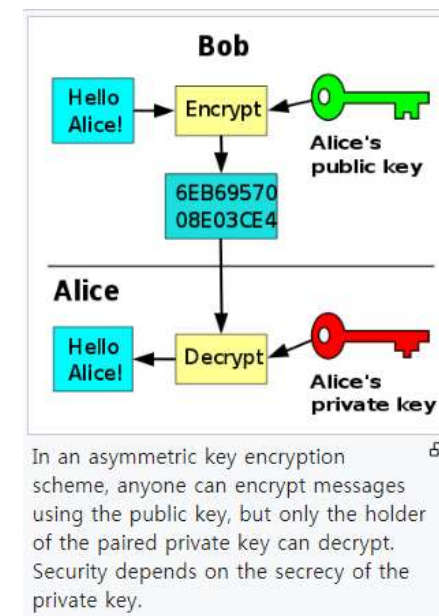 Bob
Hello
Alice!
Encrypt
Alice's
public key
6EB69570
08E03CE4
Alice
Hello
Alice!
Decrypt
Alice's
private key
In an asymmetric key encryption
scheme, anyone can encrypt messages
using the public key, but only the holder
of the paired private key can decrypt.
Security depends on the secrecy of the
private key.